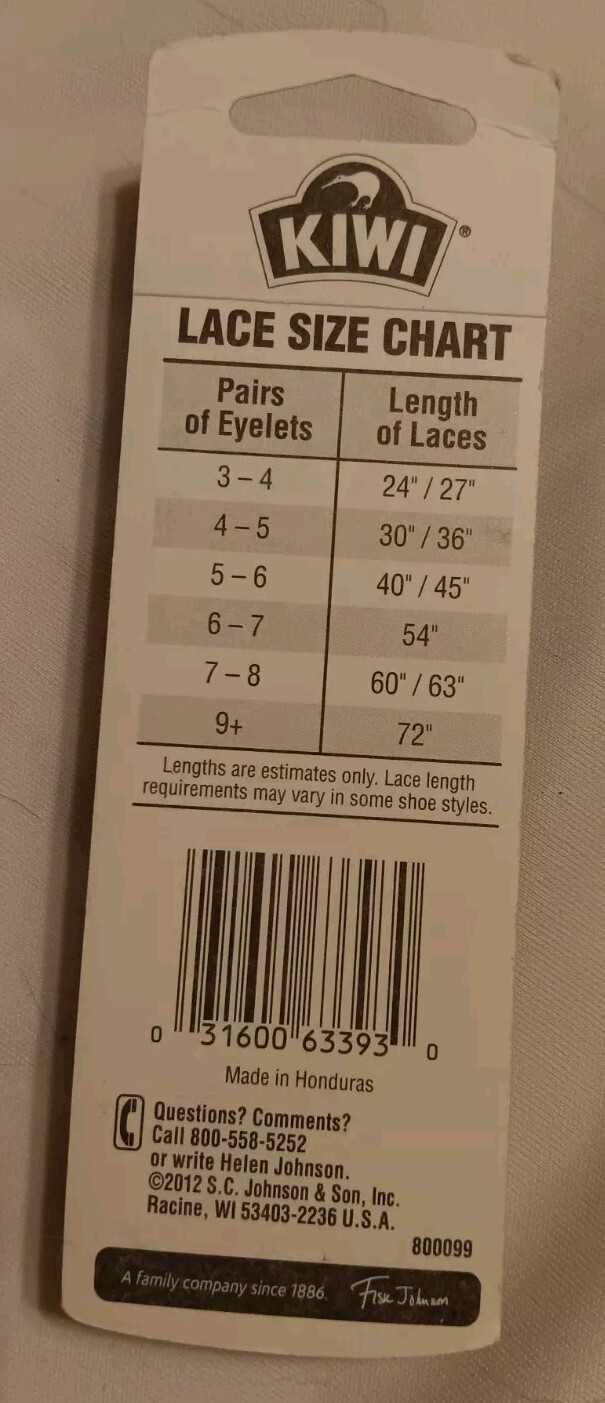 KIWI®
LACE SIZE CHART
Pairs of Eyelets Length of Laces
3 – 4 24" / 27"
4 – 5 30" / 36"
5 – 6 40" / 45"
6 – 7 54"
7 – 8 60" / 63"
9+ 72"
Lengths are estimates only. Lace length
requirements may vary in some shoe styles.
0 31600 63393 0
Made in Honduras
Questions? Comments?
Call 800-558-5252
or write Helen Johnson.
©2012 S.C. Johnson & Son, Inc.
Racine, WI 53403-2236 U.S.A.
800099
A family company since 1886. Fisk Johnson